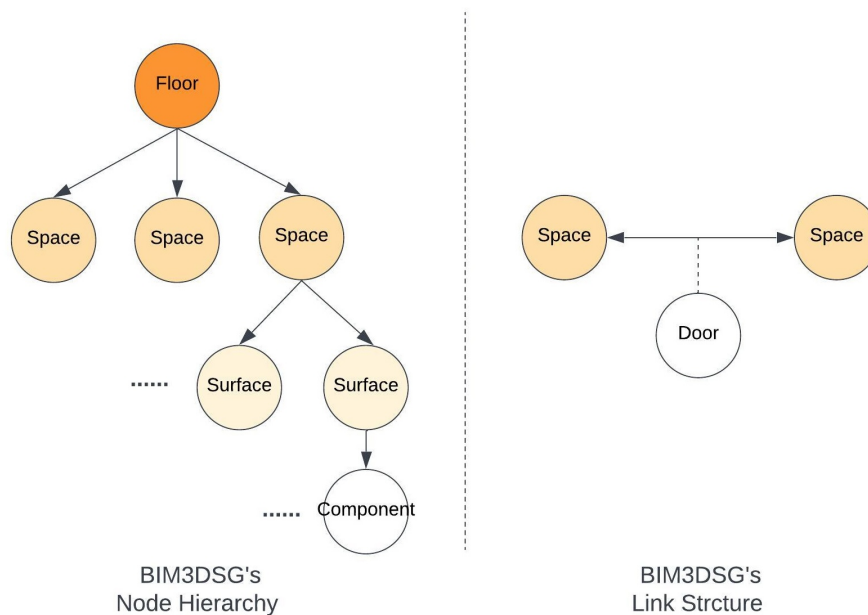 Floor
Space
Space
Space
Surface
Surface
Component
BIM3DSG's
Node Hierarchy
Space
Space
Door
BIM3DSG's
Link Strcture